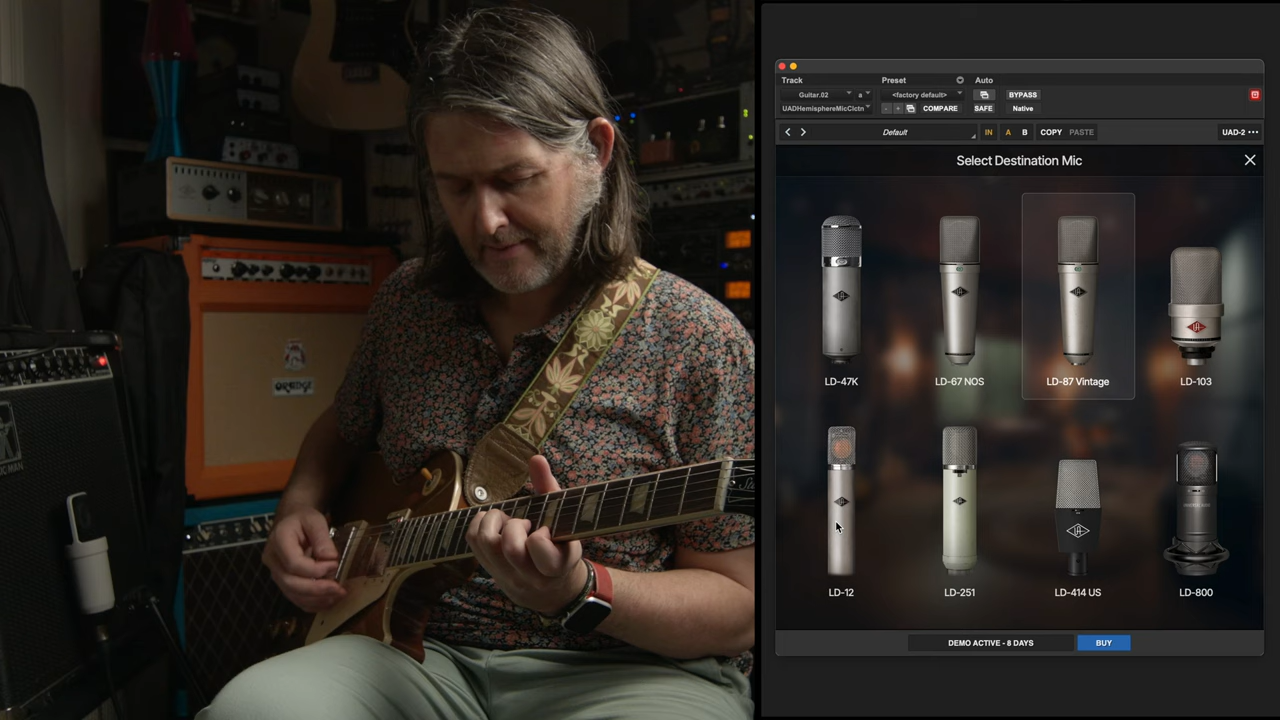 ORANGE
SIC MAN
Track
Preset
Auto
Guitar.02
a
<factory default>
BYPASS
UADHemisphereMicClctn
- +
COMPARE
SAFE
Native
Default
IN
A
B
COPY
PASTE
UAD-2
Select Destination Mic
LD-47K
LD-67 NOS
LD-87 Vintage
LD-103
LD-12
LD-251
LD-414 US
LD-800
DEMO ACTIVE - 8 DAYS
BUY